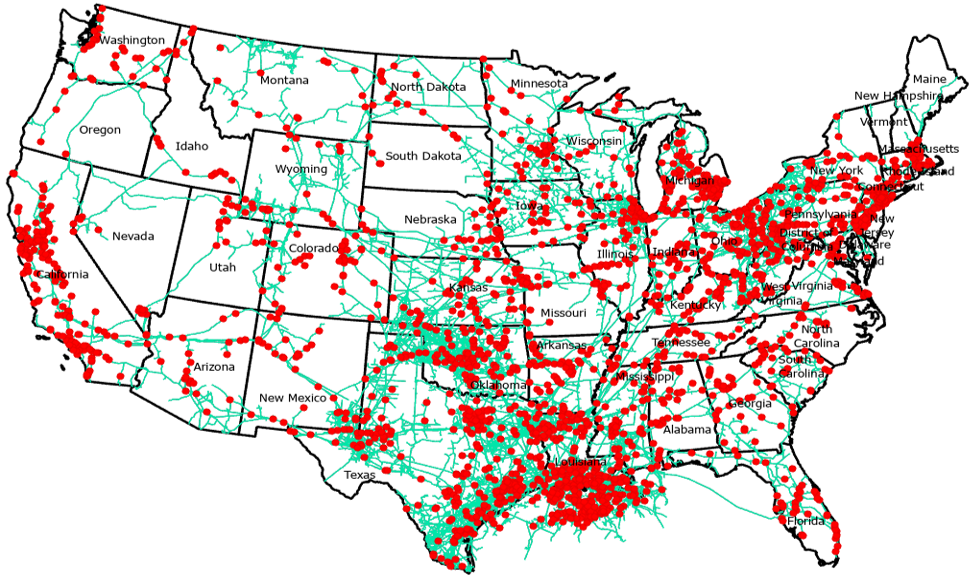 Washington
Montana
North Dakota
Minnesota
Maine
New Hampshire
Vermont
Oregon
Idaho
Wyoming
South Dakota
Wisconsin
Michigan
New York
Massachusetts
Rhode Island
Connecticut
Nevada
Utah
Colorado
Nebraska
Iowa
Illinois
Indiana
Ohio
Pennsylvania
New
Jersey
District of
Columbia
Delaware
Maryland
California
Kansas
Missouri
Kentucky
West
Virginia
Virginia
Arizona
New Mexico
Oklahoma
Arkansas
Tennessee
North
Carolina
South
Carolina
Mississippi
Alabama
Georgia
Texas
Louisiana
Florida